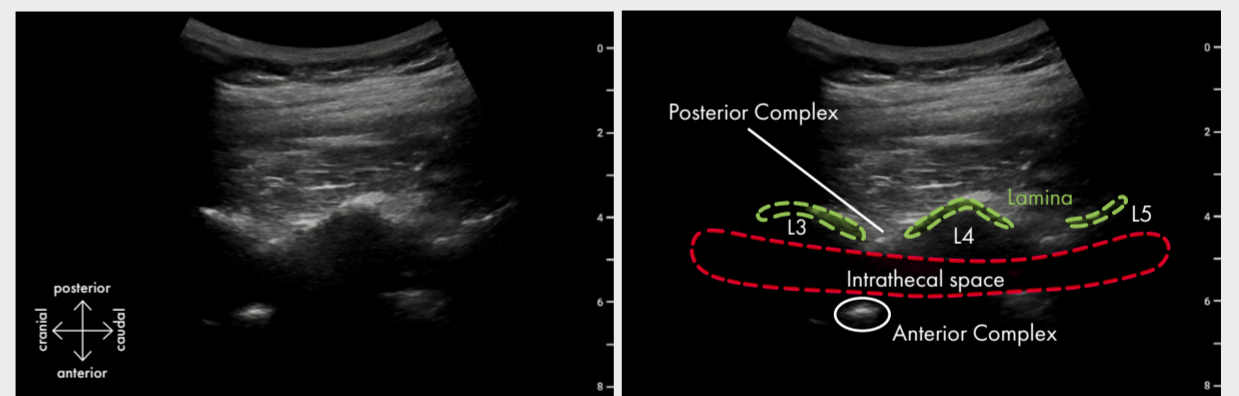 posterior
cranial
caudal
anterior
0
2
4
6
8
Posterior Complex
Lamina
L3
L4
L5
Intrathecal space
Anterior Complex
0
2
4
6
8